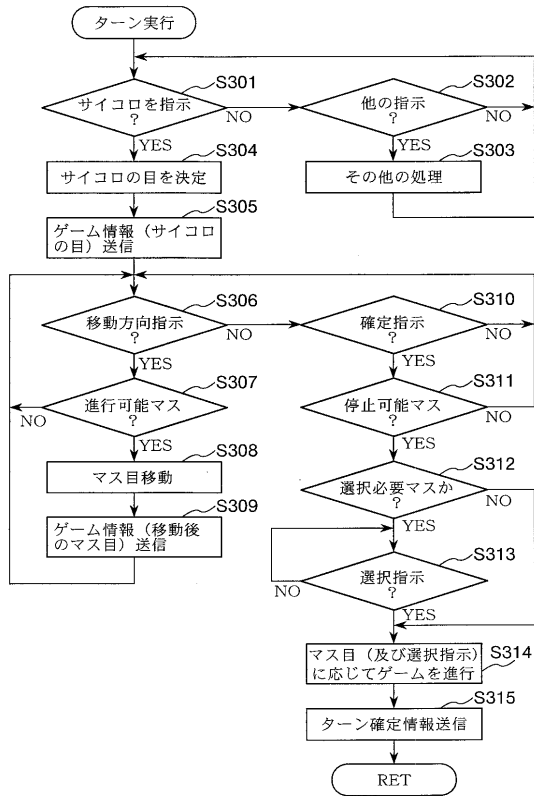 ターン実行
S301
サイコロを指示
?
NO
YES
S302
他の指示
?
NO
YES
S303
その他の処理
S304
サイコロの目を決定
S305
ゲーム情報（サイコロ
の目）送信
S306
移動方向指示
?
NO
YES
S307
進行可能マス
?
NO
YES
S308
マス目移動
S309
ゲーム情報（移動後
のマス目）送信
S310
確定指示
?
NO
YES
S311
停止可能マス
?
NO
YES
S312
選択必要マスか
?
NO
YES
S313
選択指示
?
NO
YES
S314
マス目（及び選択指示）
に応じてゲームを進行
S315
ターン確定情報送信
RET